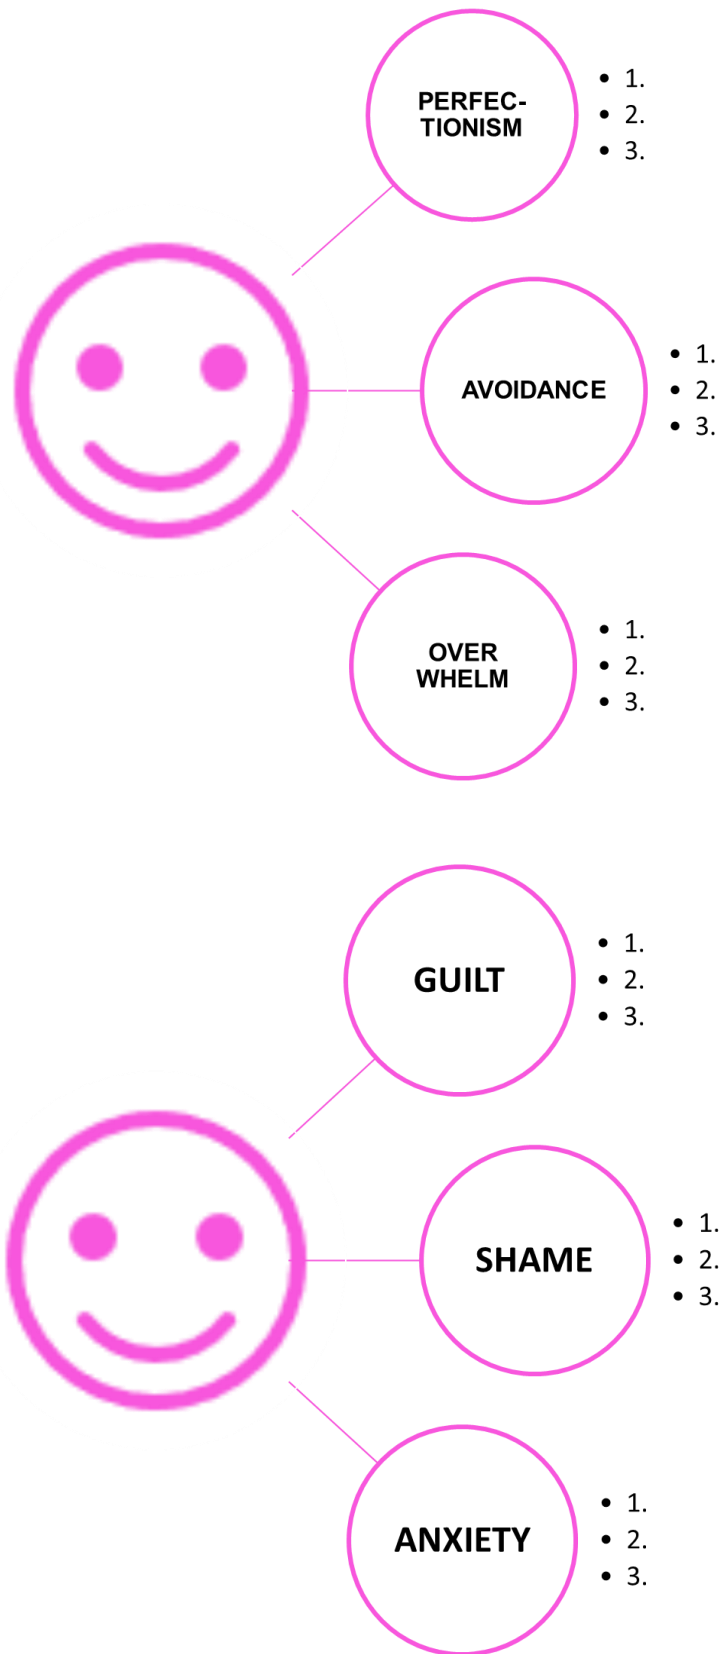 PERFEC-
TIONISM
• 1.
• 2.
• 3.
AVOIDANCE
• 1.
• 2.
• 3.
OVER
WHELM
• 1.
• 2.
• 3.
GUILT
• 1.
• 2.
• 3.
SHAME
• 1.
• 2.
• 3.
ANXIETY
• 1.
• 2.
• 3.